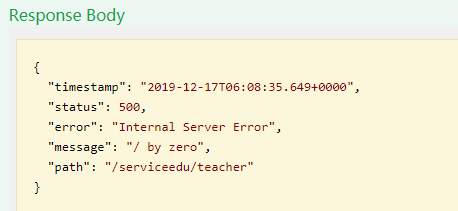 Response Body
{
"timestamp": "2019-12-17T06:08:35.649+0000",
"status": 500,
"error": "Internal Server Error",
"message": "/ by zero",
"path": "/serviceedu/teacher"
}